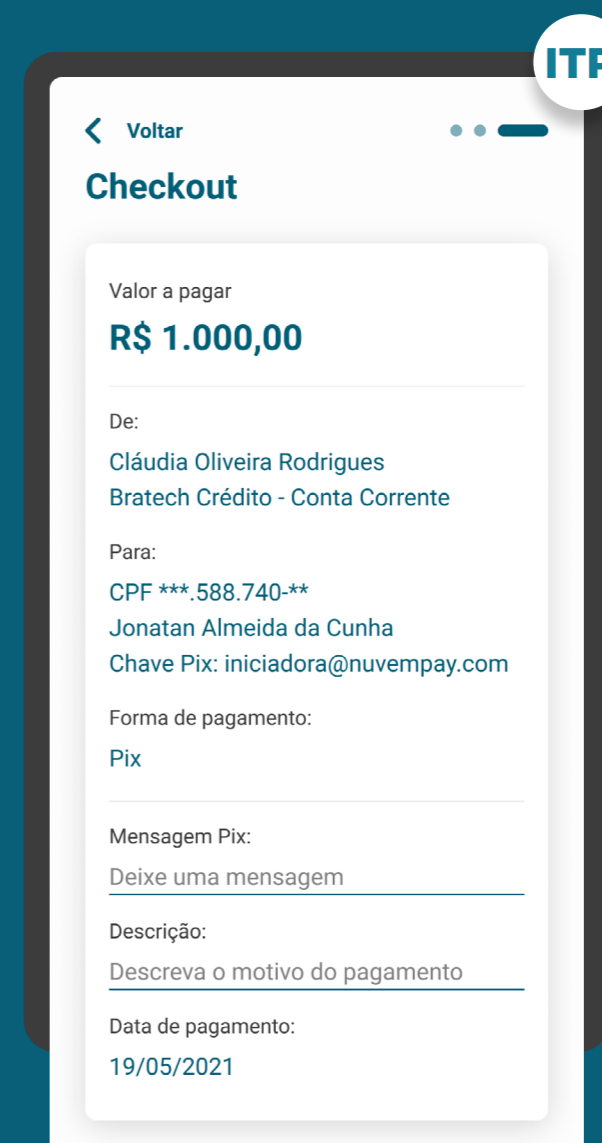 ITP
Voltar
Checkout
Valor a pagar
R$ 1.000,00
De:
Cláudia Oliveira Rodrigues
Bratech Crédito - Conta Corrente
Para:
CPF ***.588.740-**
Jonatan Almeida da Cunha
Chave Pix: iniciadora@nuvempay.com
Forma de pagamento:
Pix
Mensagem Pix:
Deixe uma mensagem
Descrição:
Descreva o motivo do pagamento
Data de pagamento:
19/05/2021